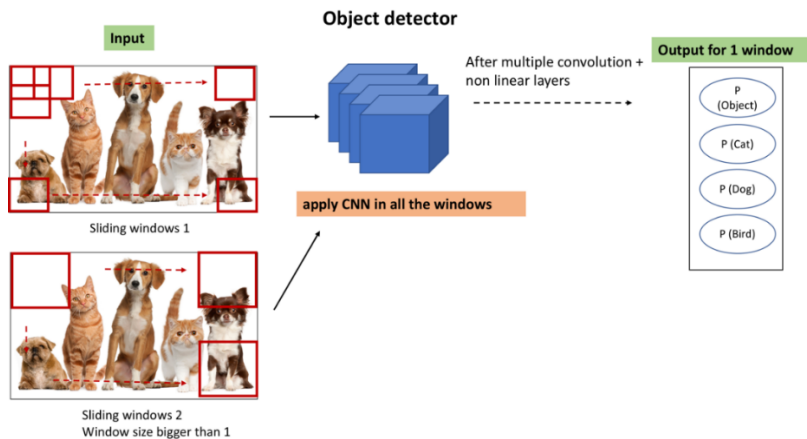 Object detector
Input
Sliding windows 1
Sliding windows 2
Window size bigger than 1
apply CNN in all the windows
After multiple convolution +
non linear layers
Output for 1 window
P
(Object)
P (Cat)
P (Dog)
P (Bird)